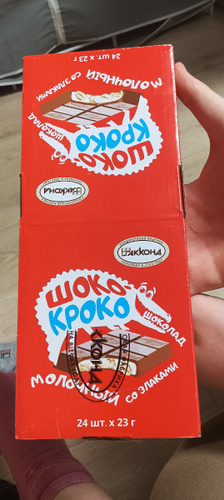 24 шт. х 23 г
МОЛОЧНЫЙ СО ЗЛАКАМИ
ШОКОЛАД
ШОКО-
КРОКО
АККОНД
АККОНД
ШОКО-
КРОКО
ШОКОЛАД
МОЛОЧНЫЙ СО ЗЛАКАМИ
АККОНД
24 шт. х 23 г